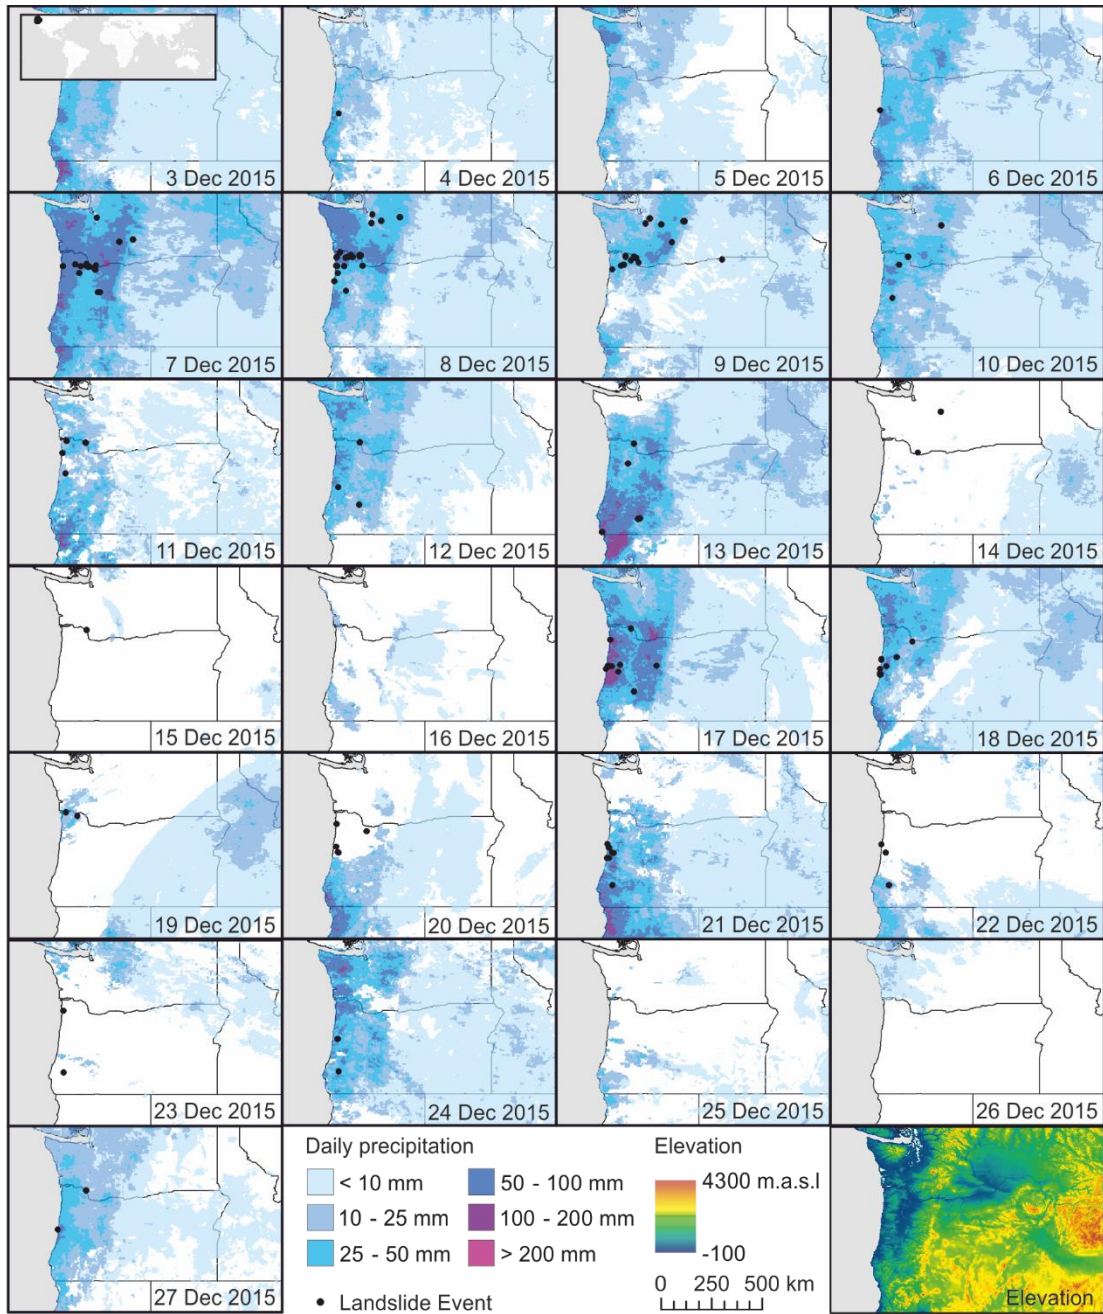 3 Dec 2015
4 Dec 2015
5 Dec 2015
6 Dec 2015
7 Dec 2015
8 Dec 2015
9 Dec 2015
10 Dec 2015
11 Dec 2015
12 Dec 2015
13 Dec 2015
14 Dec 2015
15 Dec 2015
16 Dec 2015
17 Dec 2015
18 Dec 2015
19 Dec 2015
20 Dec 2015
21 Dec 2015
22 Dec 2015
23 Dec 2015
24 Dec 2015
25 Dec 2015
26 Dec 2015
27 Dec 2015
Daily precipitation
< 10 mm
10 - 25 mm
25 - 50 mm
50 - 100 mm
100 - 200 mm
> 200 mm
Landslide Event
Elevation
4300 m.a.s.l
-100
0 250 500 km
Elevation